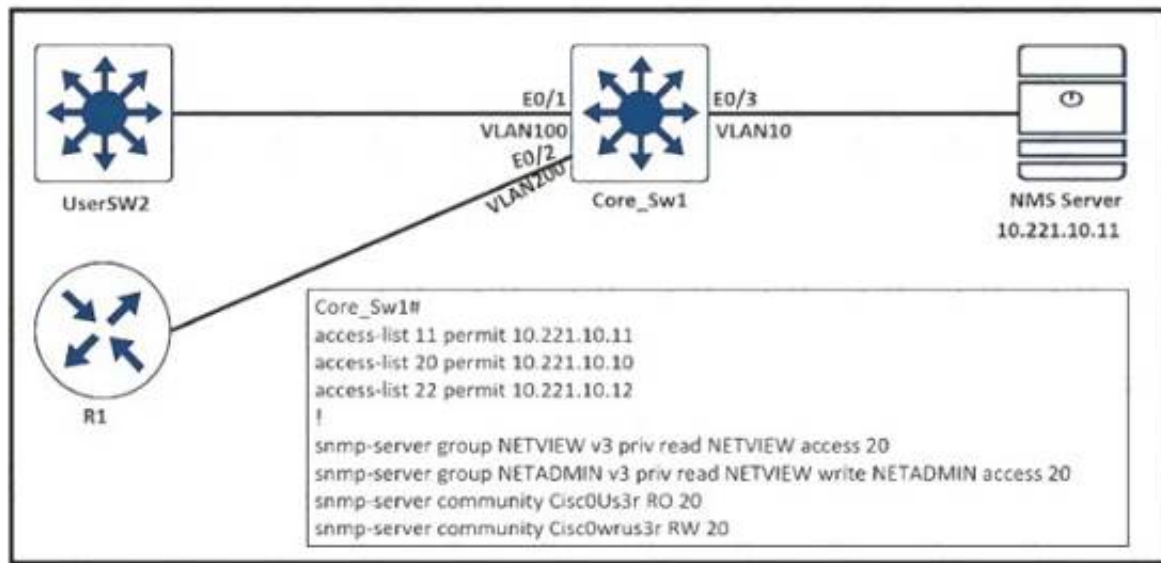 E0/1
E0/3
VLAN100
VLAN10
E0/2
VLAN200
UserSW2
Core_Sw1
NMS Server
10.221.10.11
R1
Core_Sw1#
access-list 11 permit 10.221.10.11
access-list 20 permit 10.221.10.10
access-list 22 permit 10.221.10.12
!
snmp-server group NETVIEW v3 priv read NETVIEW access 20
snmp-server group NETADMIN v3 priv read NETVIEW write NETADMIN access 20
snmp-server community Cisc0Us3r RO 20
snmp-server community Cisc0wrus3r RW 20